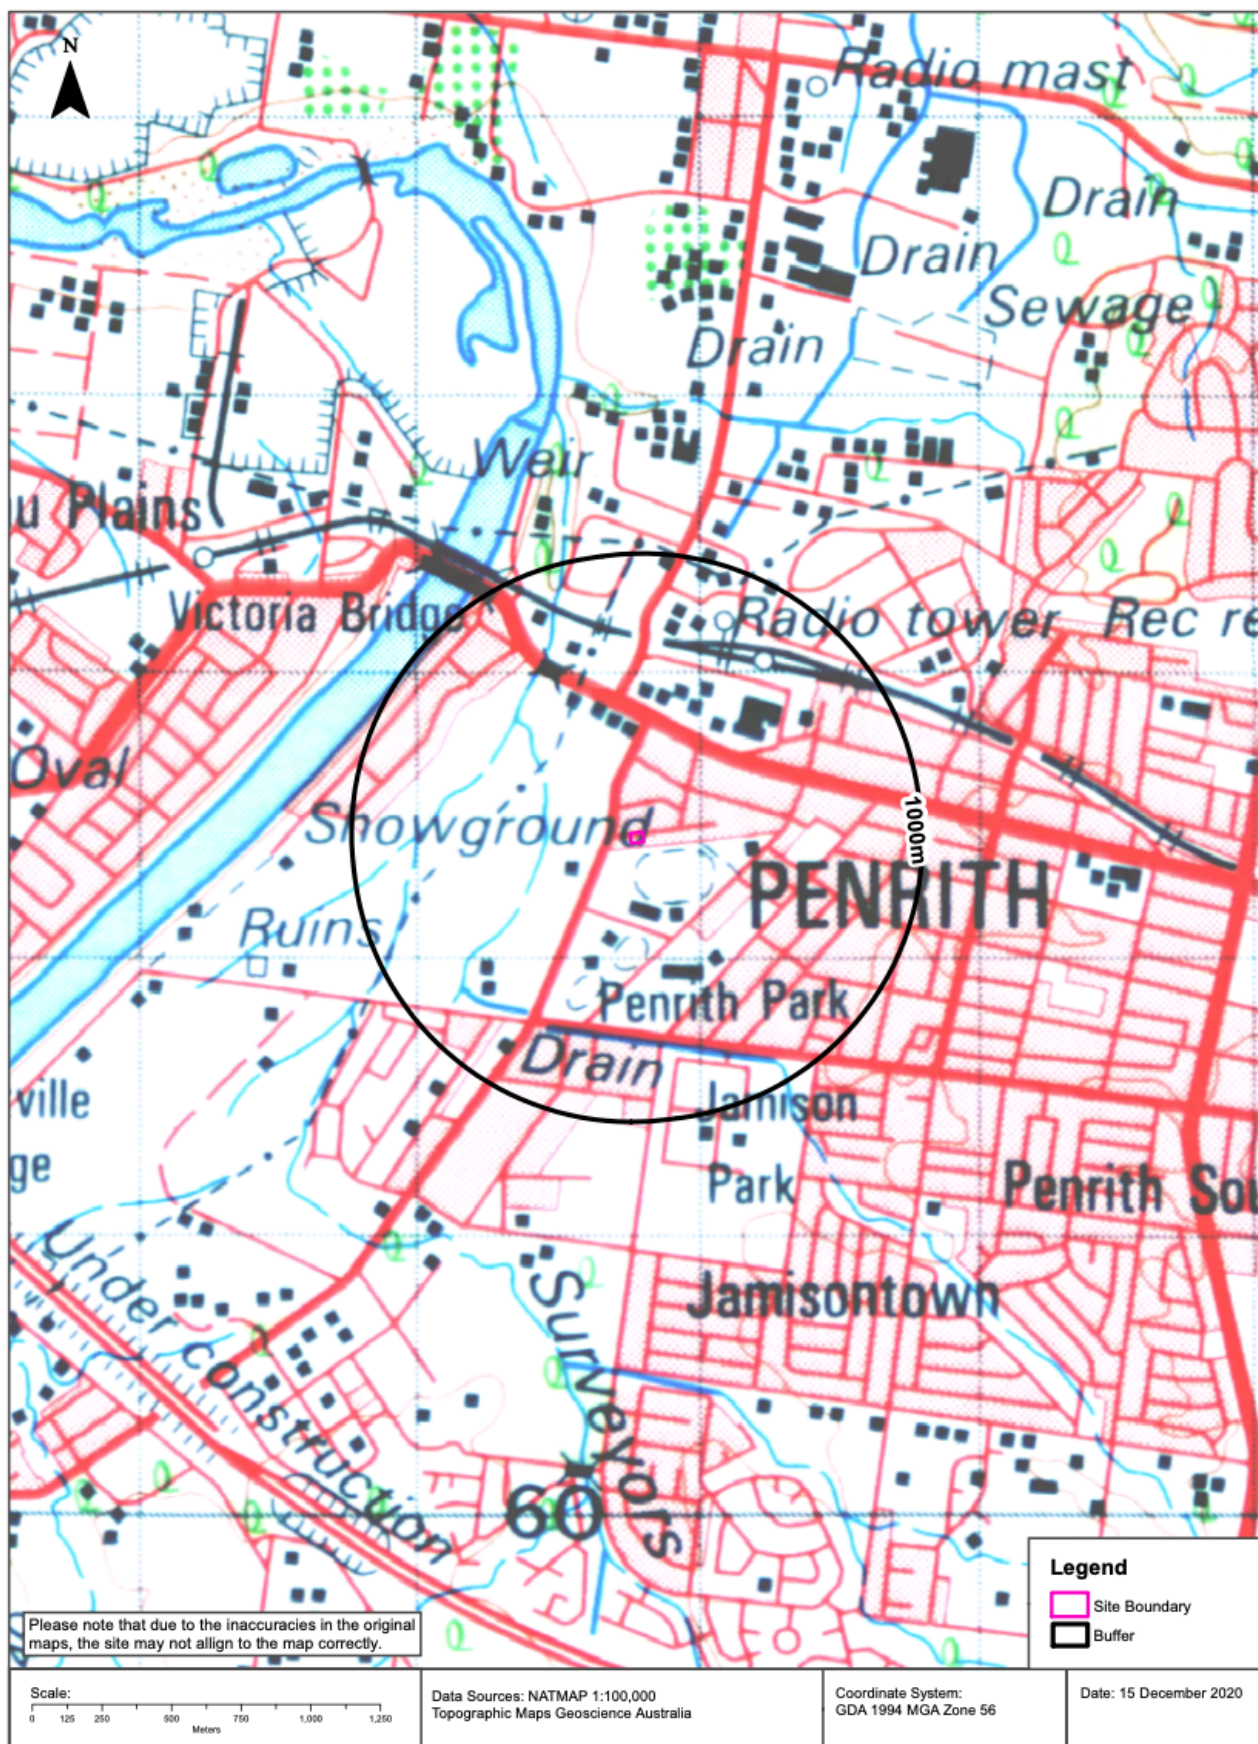 N
Radio mast
Drain
Drain
Sewage
Drain
Weir
u Plains
Victoria Bridge
Radio tower
Rec re
Oval
Showground
1000m
PENRITH
Ruins
Penrith Park
Drain
ville
Jamison
ge
Park
Penrith Sou
Under construction
Surveyors
Jamisontown
60
Legend
Site Boundary
Buffer
Please note that due to the inaccuracies in the original
maps, the site may not allign to the map correctly.
Scale:
0 125 250 500 750 1,000 1,250
Meters
Data Sources: NATMAP 1:100,000
Topographic Maps Geoscience Australia
Coordinate System:
GDA 1994 MGA Zone 56
Date: 15 December 2020